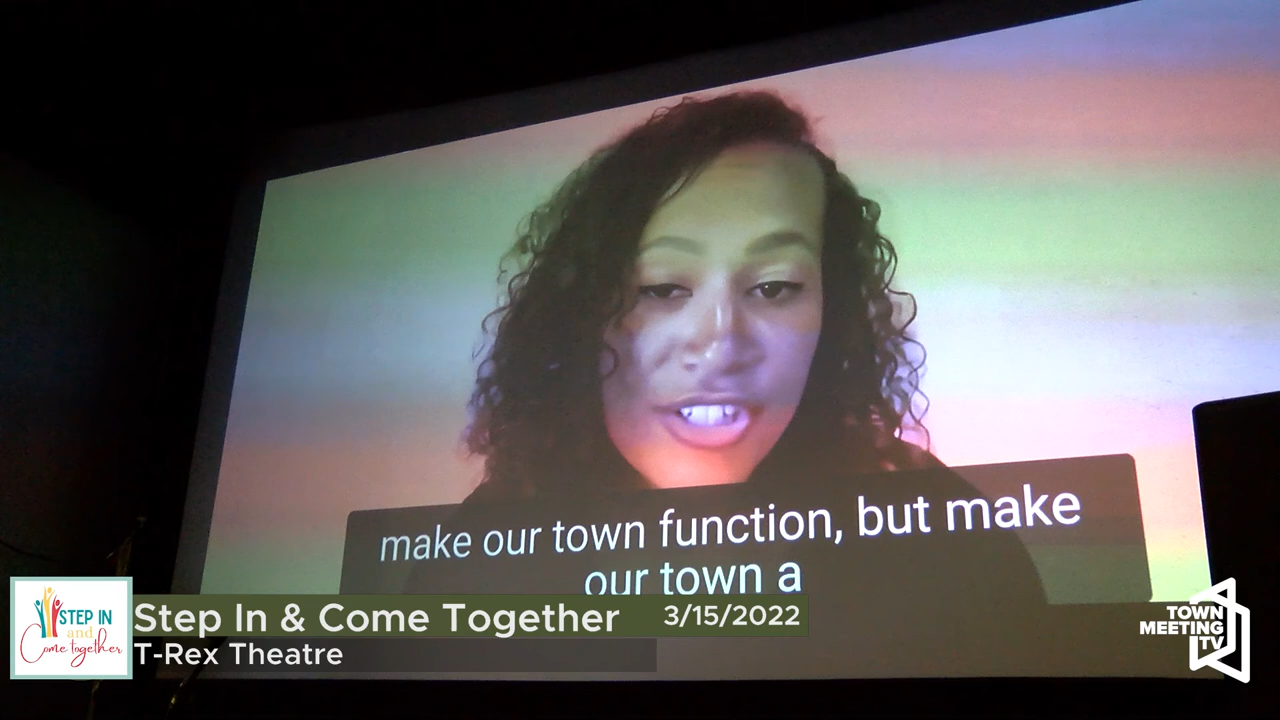 make our town function, but make
our town a
STEP IN
and
Come together
Step In & Come Together
3/15/2022
T-Rex Theatre
TOWN
MEETING
TV